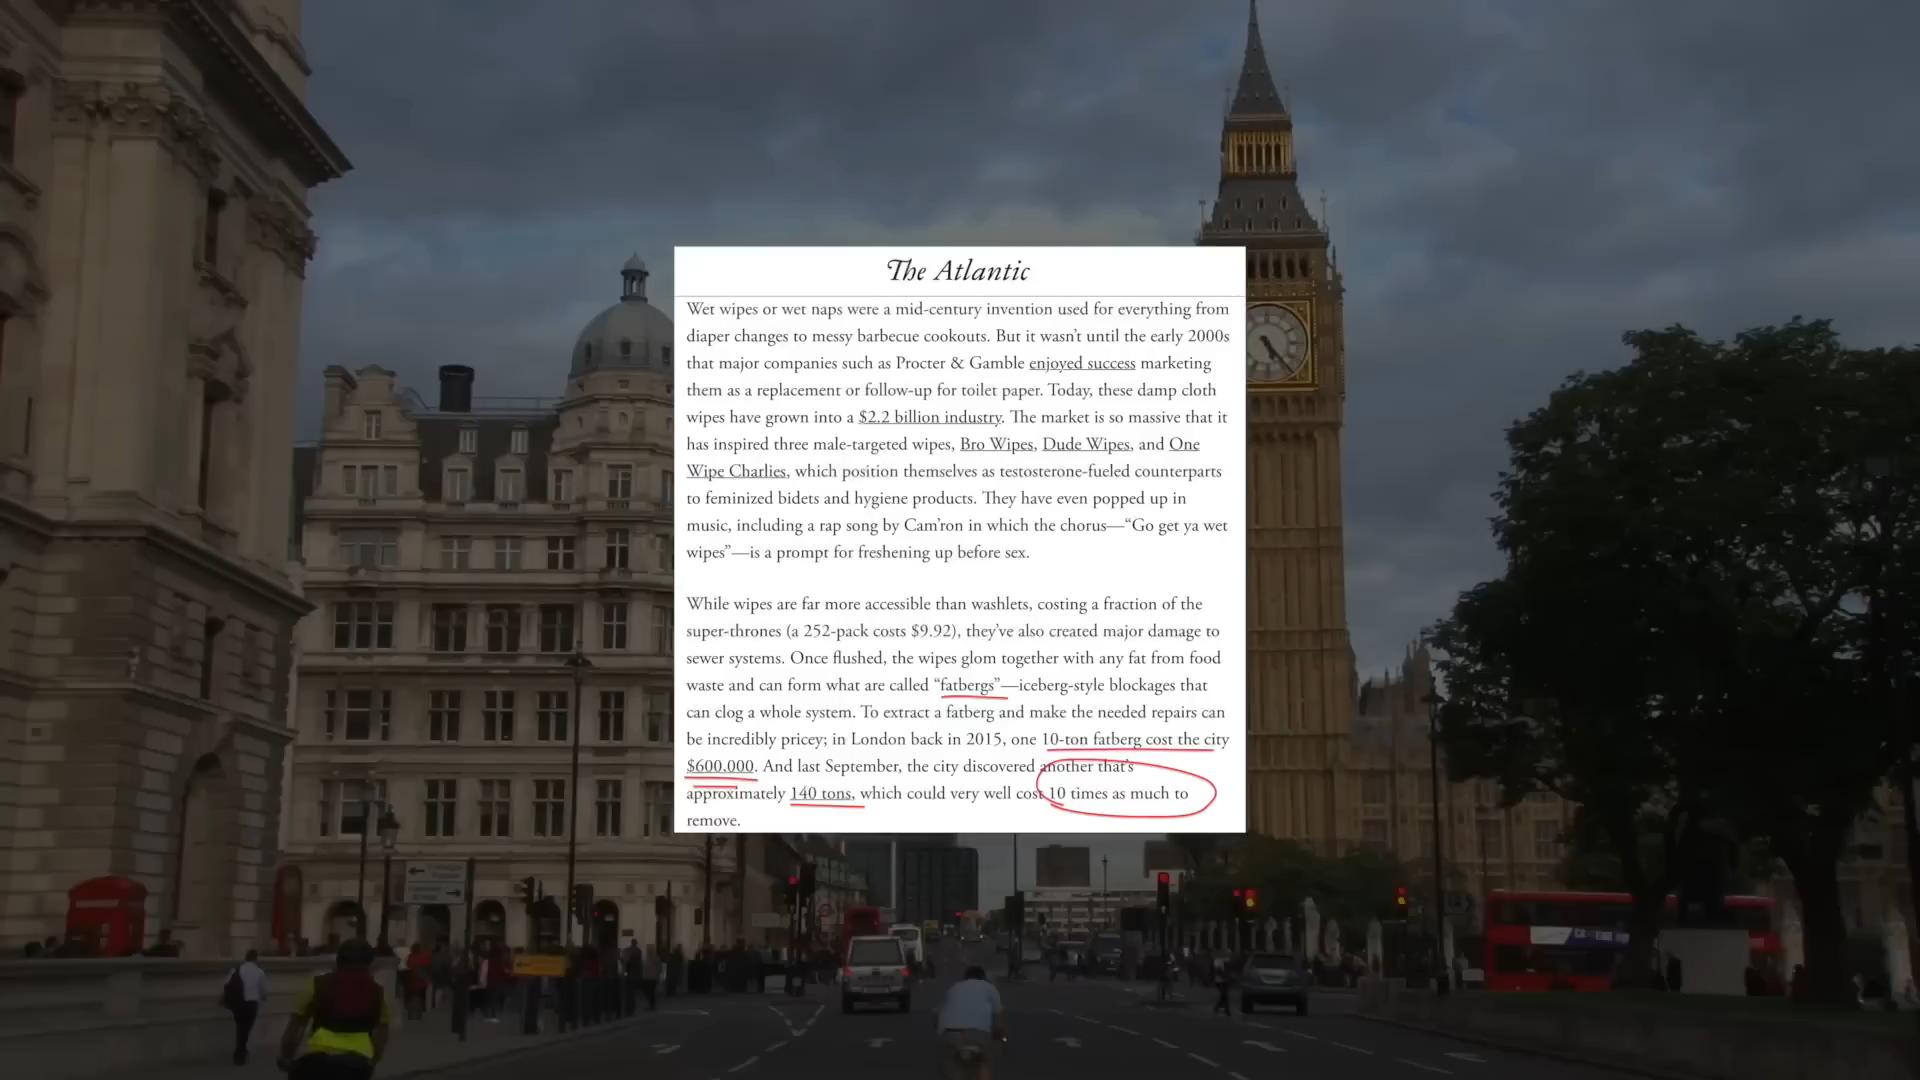 The Atlantic
Wet wipes or wet naps were a mid-century invention used for everything from
diaper changes to messy barbecue cookouts. But it wasn't until the early 2000s
that major companies such as Procter & Gamble enjoyed success marketing
them as a replacement or follow-up for toilet paper. Today, these damp cloth
wipes have grown into a $2.2 billion industry. The market is so massive that it
has inspired three male-targeted wipes, Bro Wipes, Dude Wipes, and One
Wipe Charlies, which position themselves as testosterone-fueled counterparts
to feminized bidets and hygiene products. They have even popped up in
music, including a rap song by Cam'ron in which the chorus—“Go get ya wet
wipes”—is a prompt for freshening up before sex.
While wipes are far more accessible than washlets, costing a fraction of the
super-thrones (a 252-pack costs $9.92), they've also created major damage to
sewer systems. Once flushed, the wipes glom together with any fat from food
waste and can form what are called “fatbergs”—iceberg-style blockages that
can clog a whole system. To extract a fatberg and make the needed repairs can
be incredibly pricey; in London back in 2015, one 10-ton fatberg cost the city
$600,000. And last September, the city discovered another that's
approximately 140 tons, which could very well cost 10 times as much to
remove.